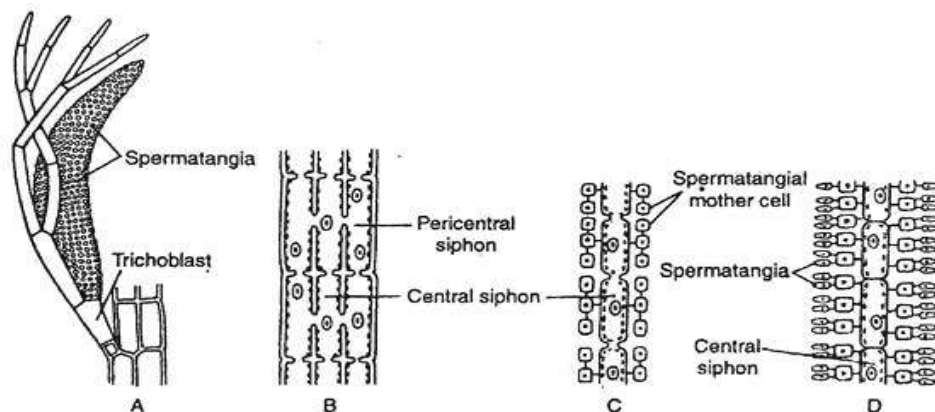 Spermatangia
Trichoblast
A
Pericentral
siphon
Central siphon
B
Spermatangial
mother cell
Spermatangia
Central
siphon
C
D